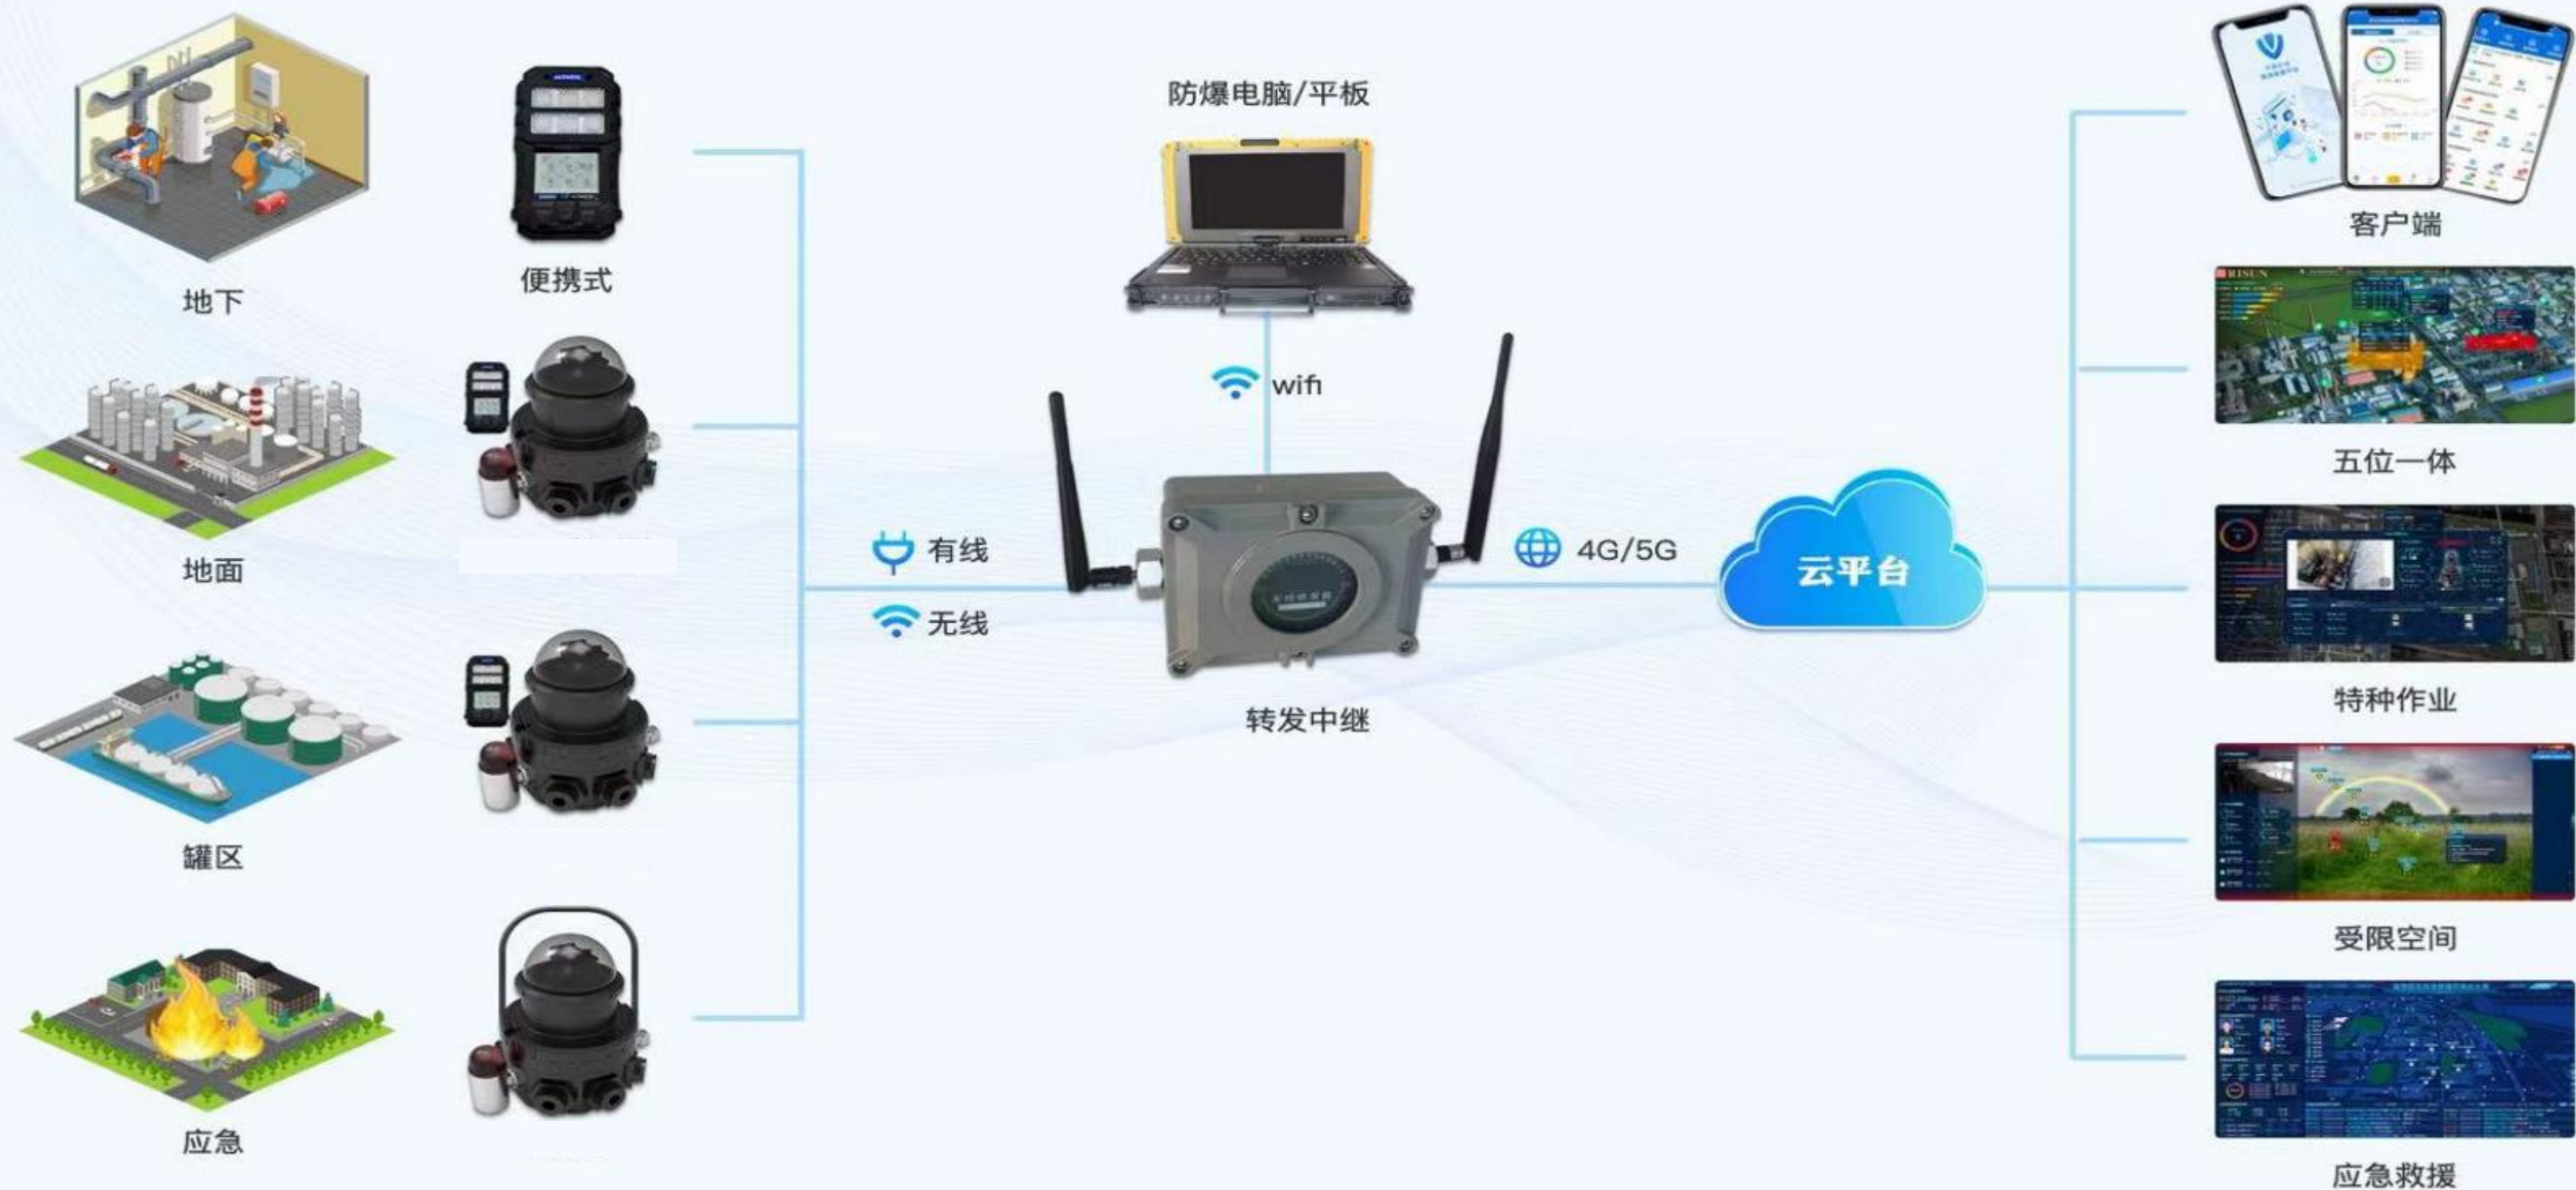 地下
便携式
地面
罐区
应急
防爆电脑/平板
wifi
有线
无线
转发中继
4G/5G
云平台
客户端
RISUN
五位一体
特种作业
受限空间
应急救援